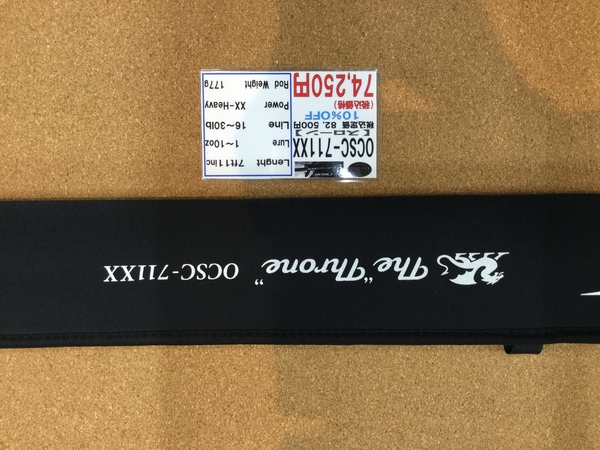 OCSC-711XX
【スローン】
税込定価 82,500円
10%OFF
(税込価格)
74,250円
Lenght 7ft11inc
Lure 1～10oz
Line 16～30lb
Power XX-Heavy
Rod Weight 177g
The "Throne" OCSC-711XX